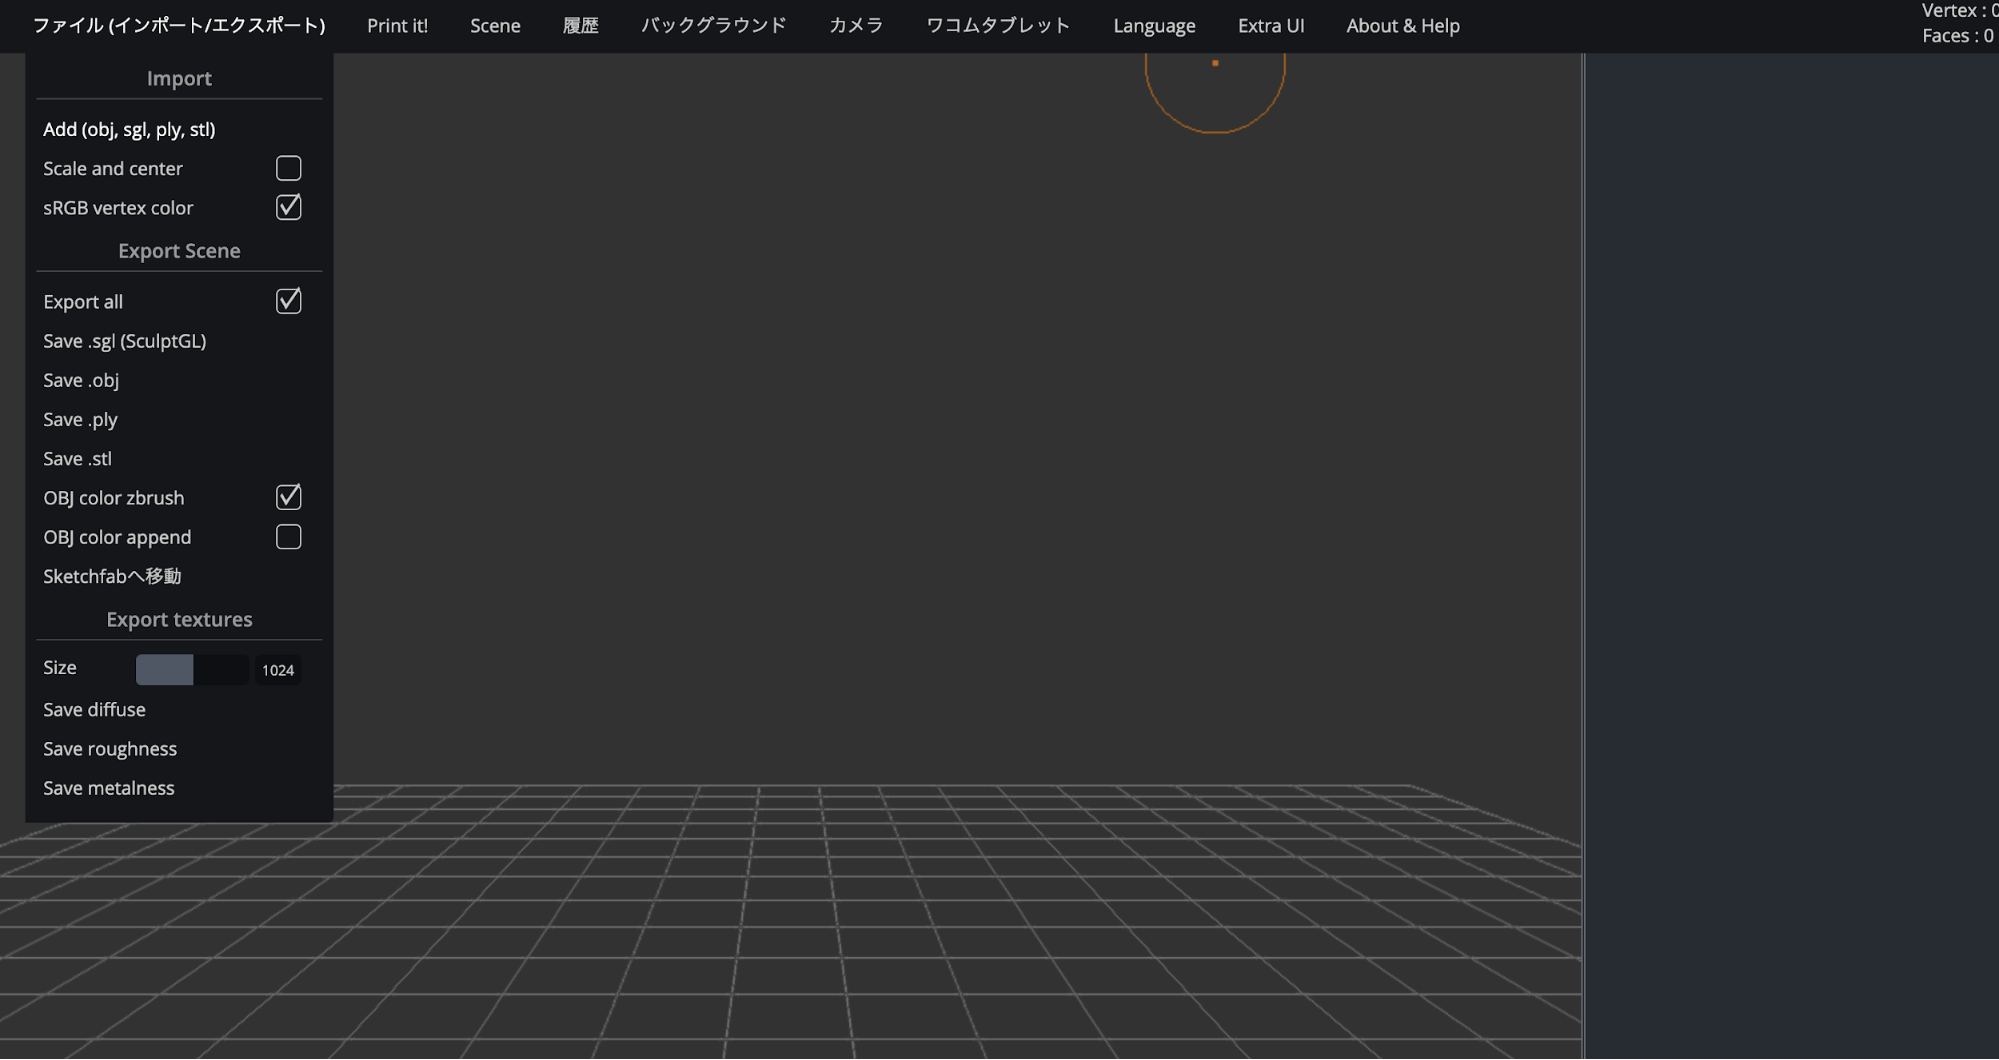 ファイル (インポート/エクスポート) Print it! Scene 履歴 バックグラウンド カメラ ワコムタブレット Language Extra UI About & Help
Vertex : 0
Faces : 0
Import
Add (obj, sgl, ply, stl)
Scale and center
sRGB vertex color
Export Scene
Export all
Save .sgl (SculptGL)
Save .obj
Save .ply
Save .stl
OBJ color zbrush
OBJ color append
Sketchfabへ移動
Export textures
Size 1024
Save diffuse
Save roughness
Save metalness